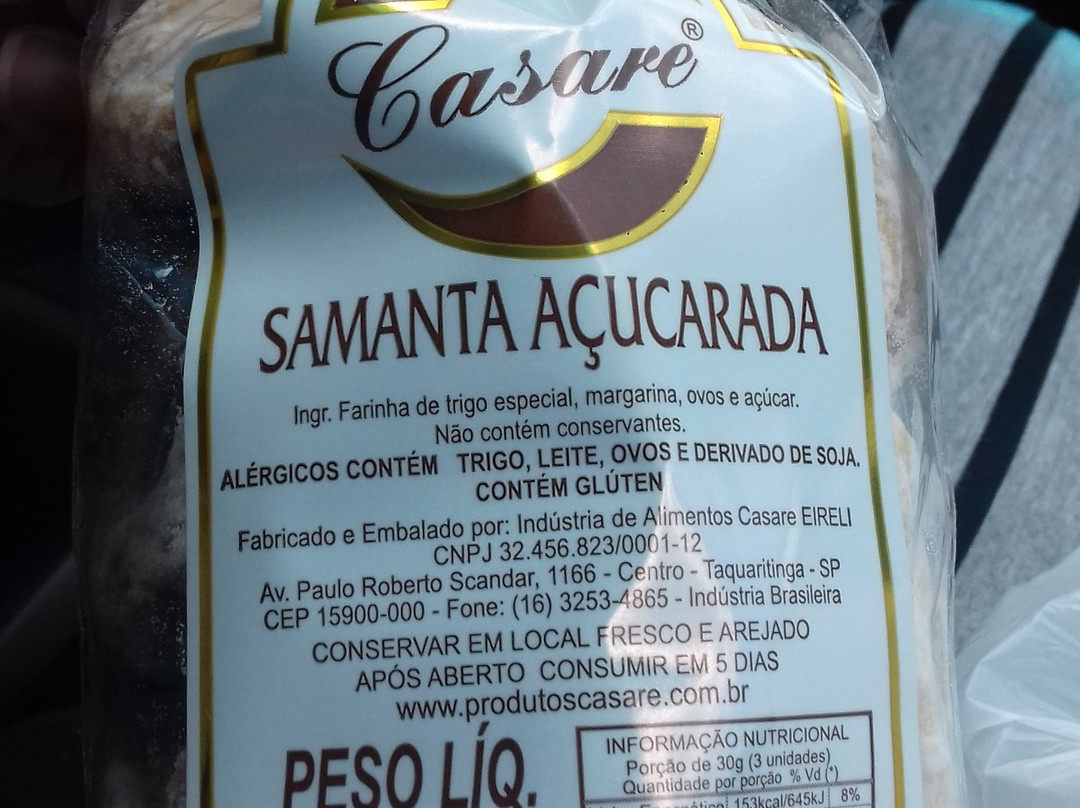 Casare®
SAMANTA AÇUCARADA
Ingr. Farinha de trigo especial, margarina, ovos e açúcar.
Não contém conservantes.
ALÉRGICOS CONTÉM TRIGO, LEITE, OVOS E DERIVADO DE SOJA.
CONTÉM GLÚTEN
Fabricado e Embalado por: Indústria de Alimentos Casare EIRELI
CNPJ 32.456.823/0001-12
Av. Paulo Roberto Scandar, 1166 - Centro - Taquaritinga - SP
CEP 15900-000 - Fone: (16) 3253-4865 - Indústria Brasileira
CONSERVAR EM LOCAL FRESCO E AREJADO
APÓS ABERTO CONSUMIR EM 5 DIAS
www.produtoscasare.com.br
PESO LÍQ.
INFORMAÇÃO NUTRICIONAL
Porção de 30g (3 unidades)
Quantidade por porção % Vd (*)
153kcal/645kJ 8%